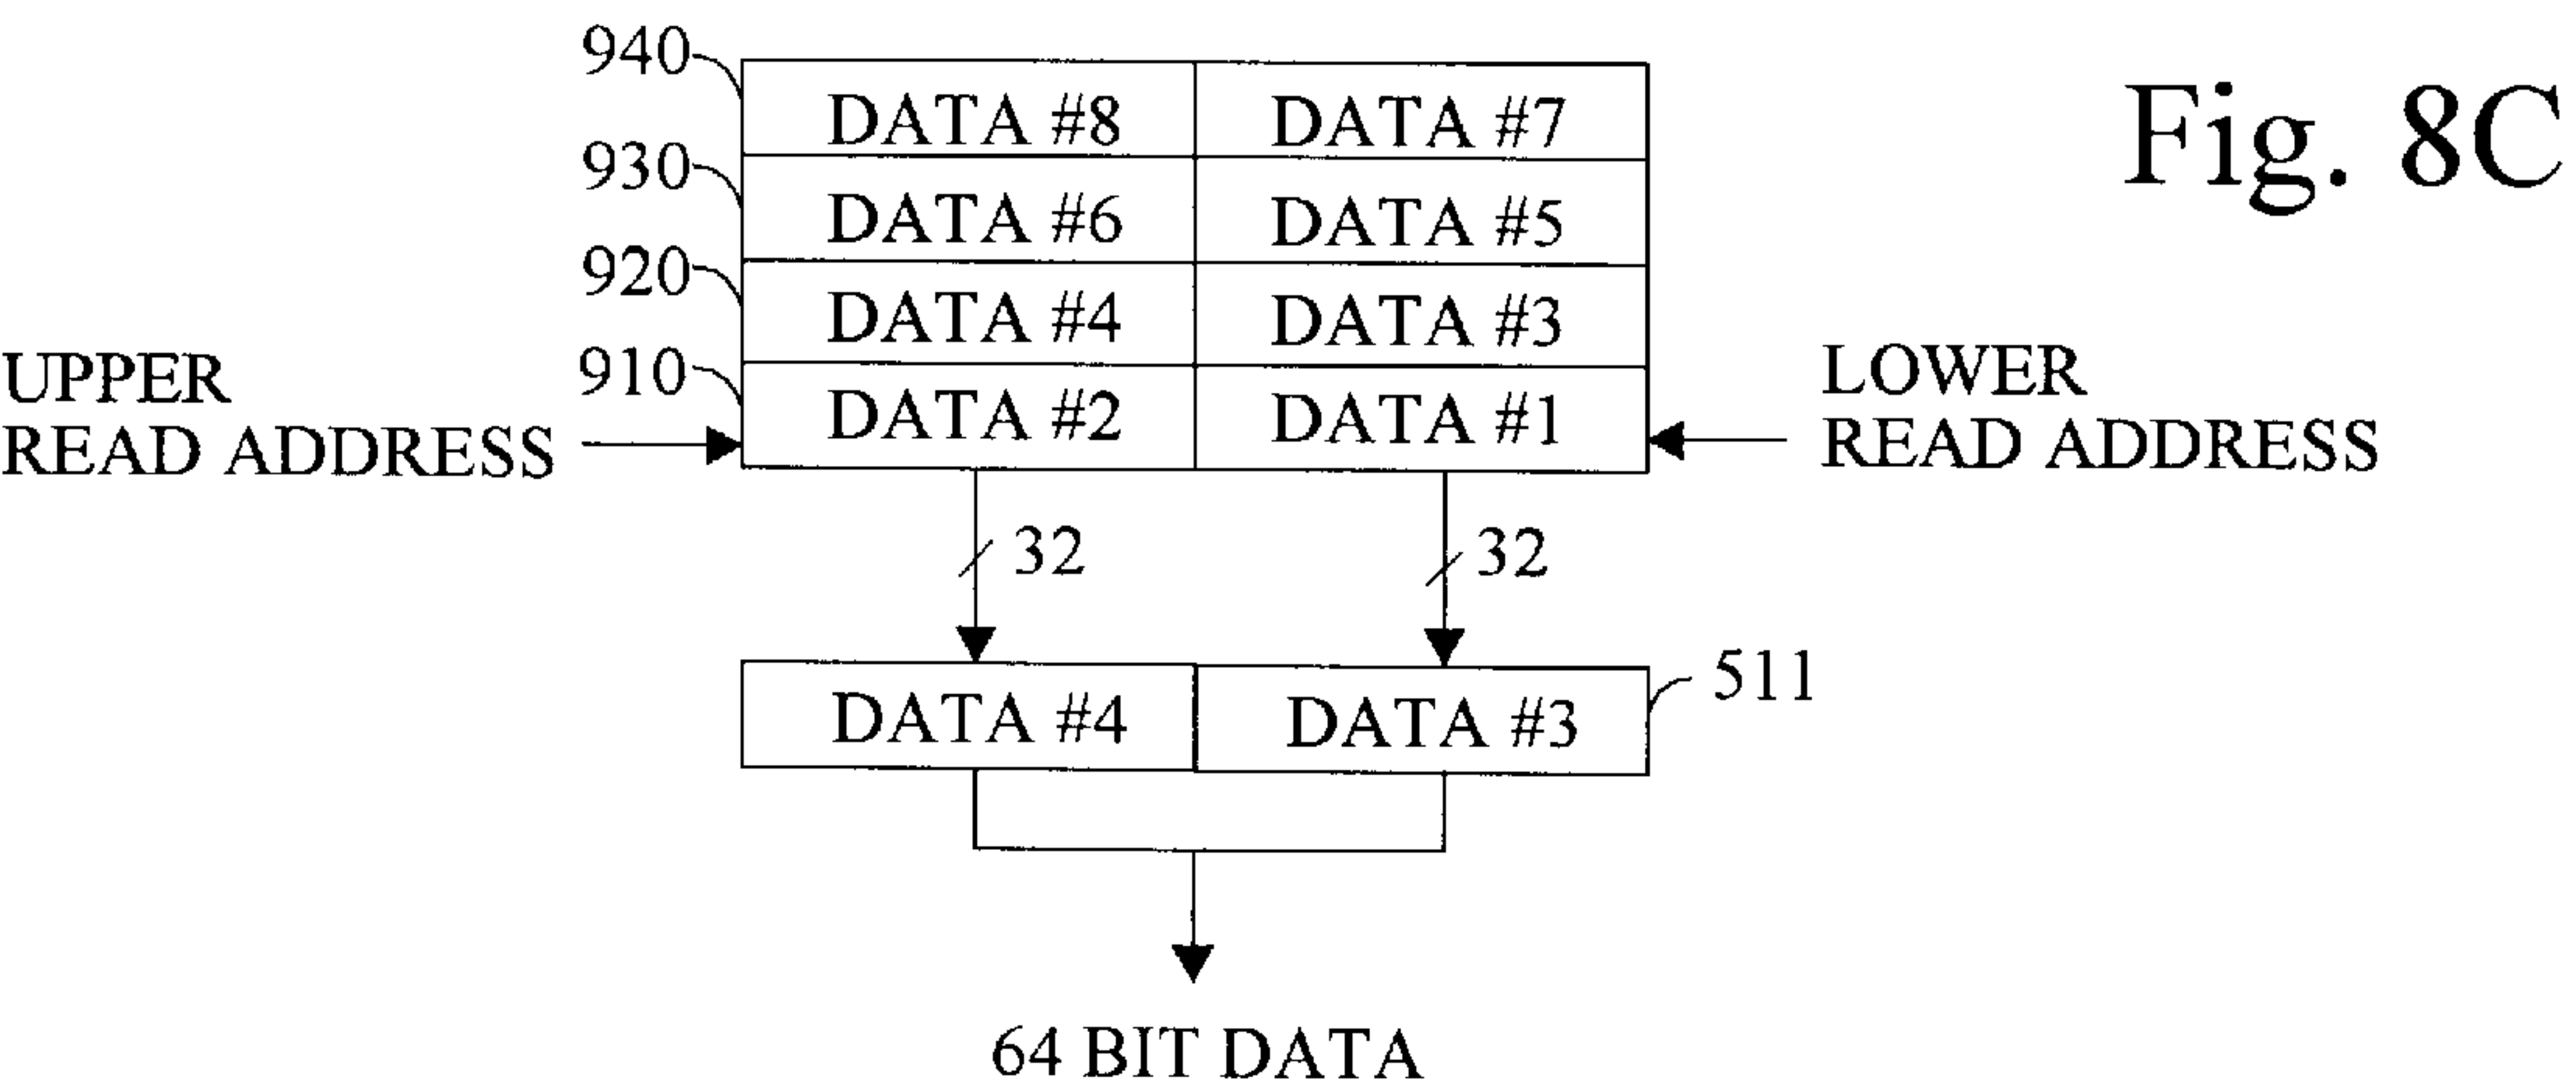 Fig. 8C
940
DATA #8 DATA #7
930
DATA #6 DATA #5
920
DATA #4 DATA #3
910
DATA #2 DATA #1
UPPER
READ ADDRESS
LOWER
READ ADDRESS
32 32
511
DATA #4 DATA #3
64 BIT DATA